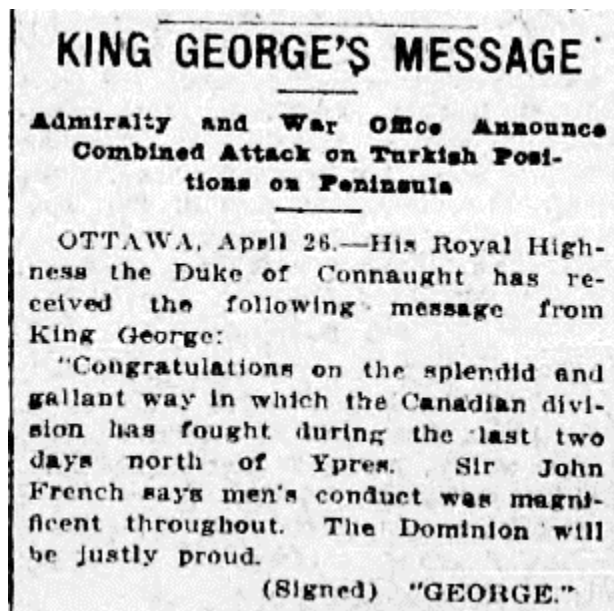 KING GEORGE'S MESSAGE
Admiralty and War Office Announce
Combined Attack on Turkish Posi-
tions on Peninsula
OTTAWA, April 26.—His Royal High-
ness the Duke of Connaught has re-
ceived the following message from
King George:
"Congratulations on the splendid and
gallant way in which the Canadian divi-
sion has fought during the last two
days north of Ypres. Sir John
French says men's conduct was magni-
ficent throughout. The Dominion will
be justly proud.
(Signed) "GEORGE."